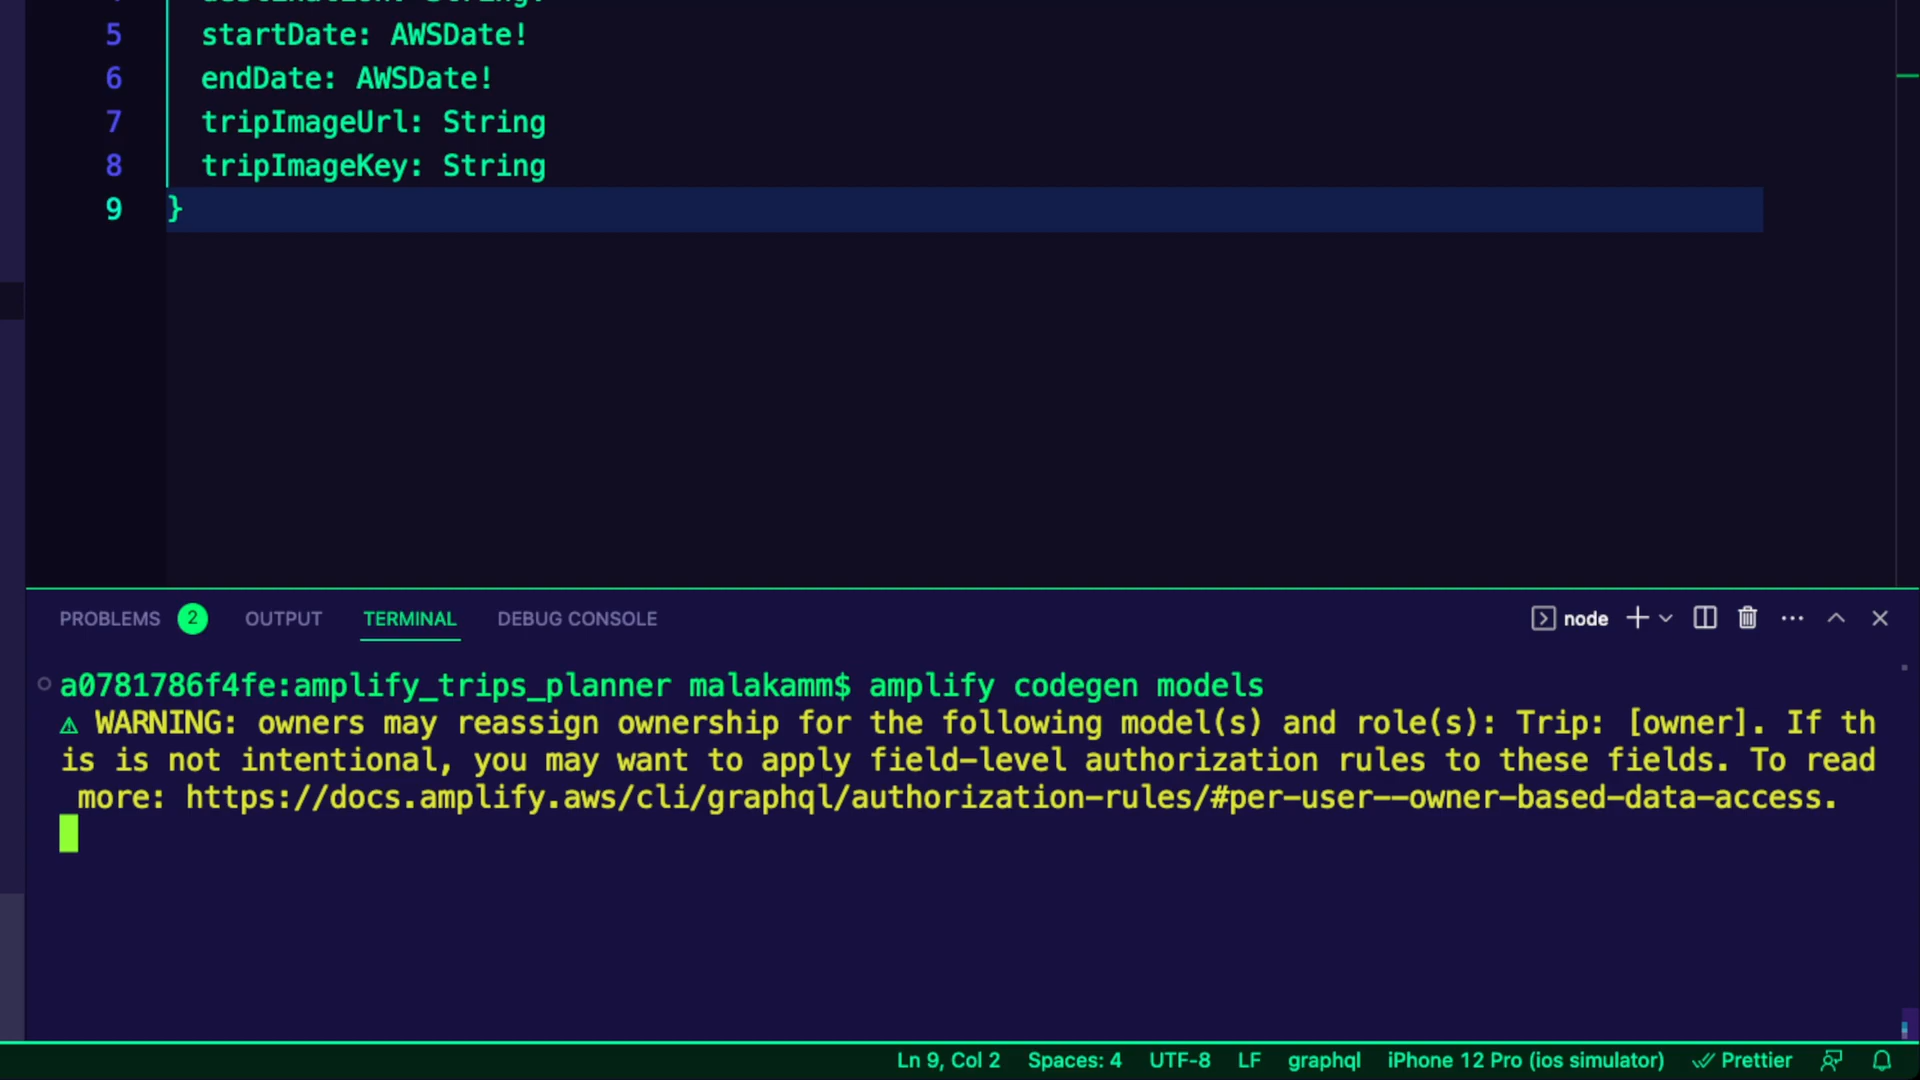 5 startDate: AWSDate!
6 endDate: AWSDate!
7 tripImageUrl: String
8 tripImageKey: String
9 }
PROBLEMS 2 OUTPUT TERMINAL DEBUG CONSOLE node
a0781786f4fe:amplify_trips_planner malakamm$ amplify codegen models
⚠ WARNING: owners may reassign ownership for the following model(s) and role(s): Trip: [owner]. If th
is is not intentional, you may want to apply field-level authorization rules to these fields. To read
more: https://docs.amplify.aws/cli/graphql/authorization-rules/#per-user--owner-based-data-access.
Ln 9, Col 2 Spaces: 4 UTF-8 LF graphql iPhone 12 Pro (ios simulator) Prettier